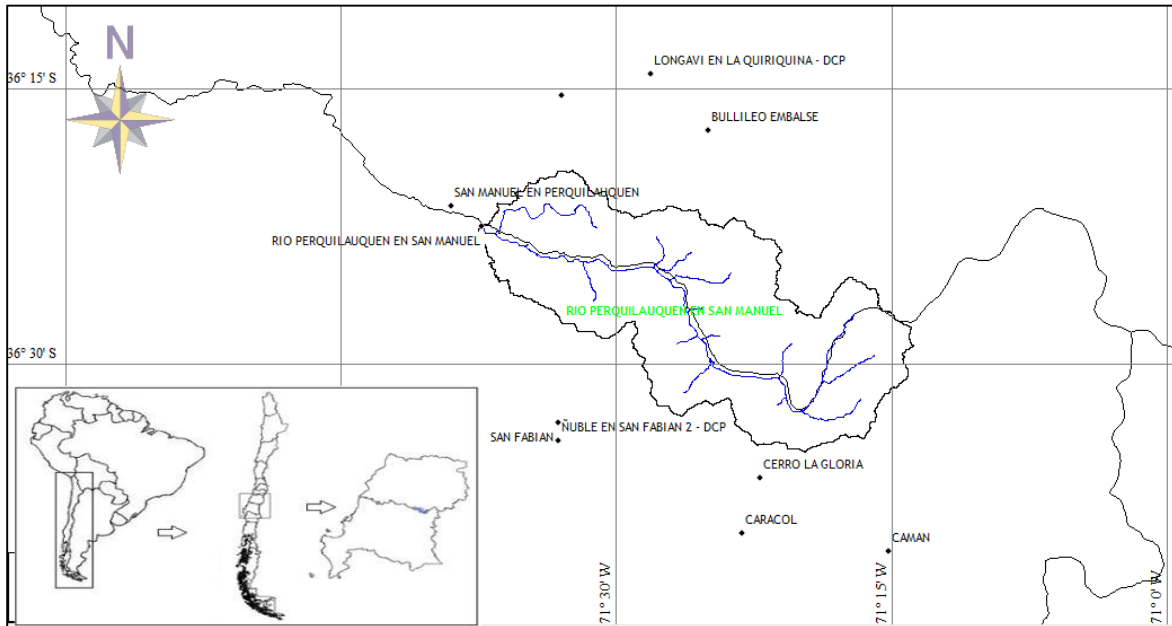 N
36° 15' S
LONGAVI EN LA QUIRIQUINA - DCP
BULLILEO EMBALSE
SAN MANUEL EN PERQUILAUQUEN
RIO PERQUILAUQUEN EN SAN MANUEL
RIO PERQUILAUQUEN EN SAN MANUEL
36° 30' S
ÑUBLE EN SAN FABIAN 2 - DCP
SAN FABIAN
CERRO LA GLORIA
CARACOL
CAMAN
71° 30' W
71° 15' W
71° 0' W